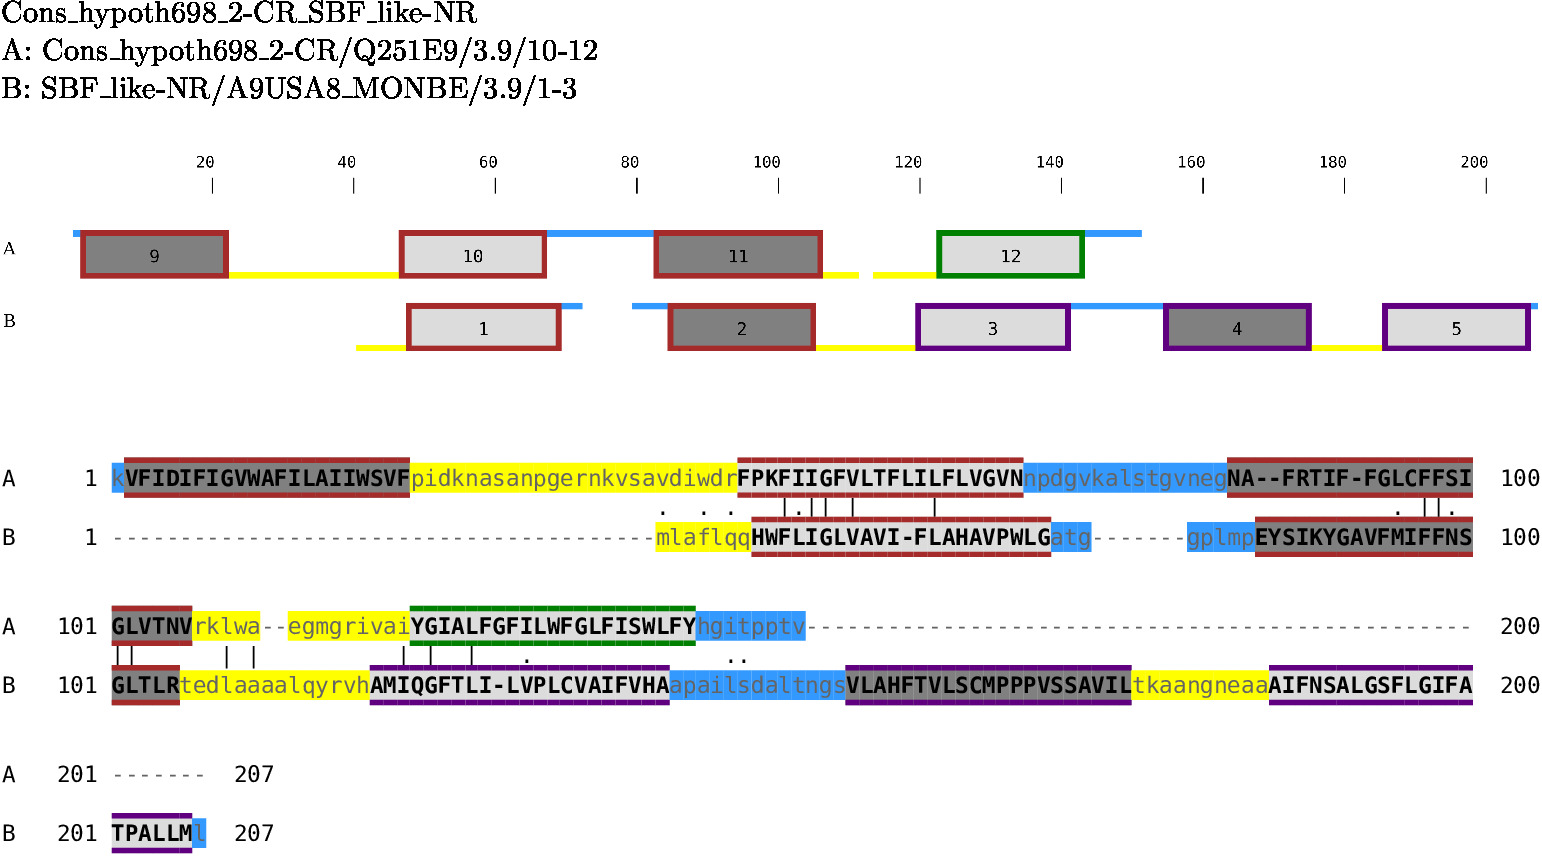 Cons_hypoth698_2-CR_SBF_like-NR
A: Cons_hypoth698_2-CR/Q251E9/3.9/10-12
B: SBF_like-NR/A9USA8_MONBE/3.9/1-3
20 40 60 80 100 120 140 160 180 200
A 9 10 11 12
B 1 2 3 4 5
A 1 kVFIDIFIGVWAFILAIIWSVFpidknasanpgernkvsavdiwdrFPKFIIGFVLTFLILFLVGVNnpdgvkalstgvnegNA--FRTIF-FGLCFFSI 100
B 1 ----------------------------------------mlaflqqHWFLIGLVAVI-FLAHAVPWLGatg-------gplmpEYSIKYGAVFMIFFNS 100
A 101 GLVTNVrklwa--egmgrivaiYGIALFGFILWFGLFISWLFYhgitpptv------------------------------------------------- 200
B 101 GLTLRtedlaaaalqyrvhAMIQGFTLI-LVPLCVAIFVHAapailsdaltngsVLAHFTVLSCMPPPVSSAVILtkaangneaaAIFNSALGSFLGIFA 200
A 201 ------- 207
B 201 TPALLMl 207